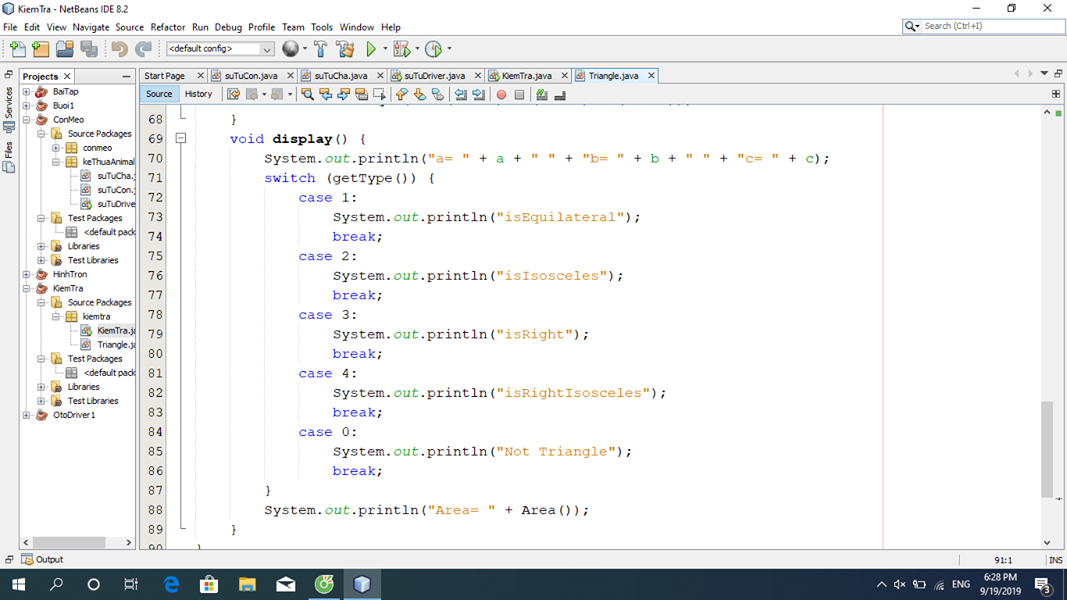 KiemTra - NetBeans IDE 8.2
File Edit View Navigate Source Refactor Run Debug Profile Team Tools Window Help
Search (Ctrl+I)
<default config>
Projects
Start Page suTuCon.java suTuCha.java suTuDriver.java KiemTra.java Triangle.java
Source History
Services
Files
BaiTap
Buoi1
ConMeo
Source Packages
conmeo
keThuaAnimal
suTuCha.j
suTuCon.j
suTuDrive
Test Packages
<default pack
Libraries
Test Libraries
HinhTron
KiemTra
Source Packages
kiemtra
KiemTra.ja
Triangle.ja
Test Packages
<default pack
Libraries
Test Libraries
OtoDriver1
68 }
69 void display() {
70 System.out.println("a= " + a + " " + "b= " + b + " " + "c= " + c);
71 switch (getType()) {
72 case 1:
73 System.out.println("isEquilateral");
74 break;
75 case 2:
76 System.out.println("isIsosceles");
77 break;
78 case 3:
79 System.out.println("isRight");
80 break;
81 case 4:
82 System.out.println("isRightIsosceles");
83 break;
84 case 0:
85 System.out.println("Not Triangle");
86 break;
87 }
88 System.out.println("Area= " + Area());
89 }
90
Output
91:1 INS
ENG
6:28 PM
9/19/2019
3